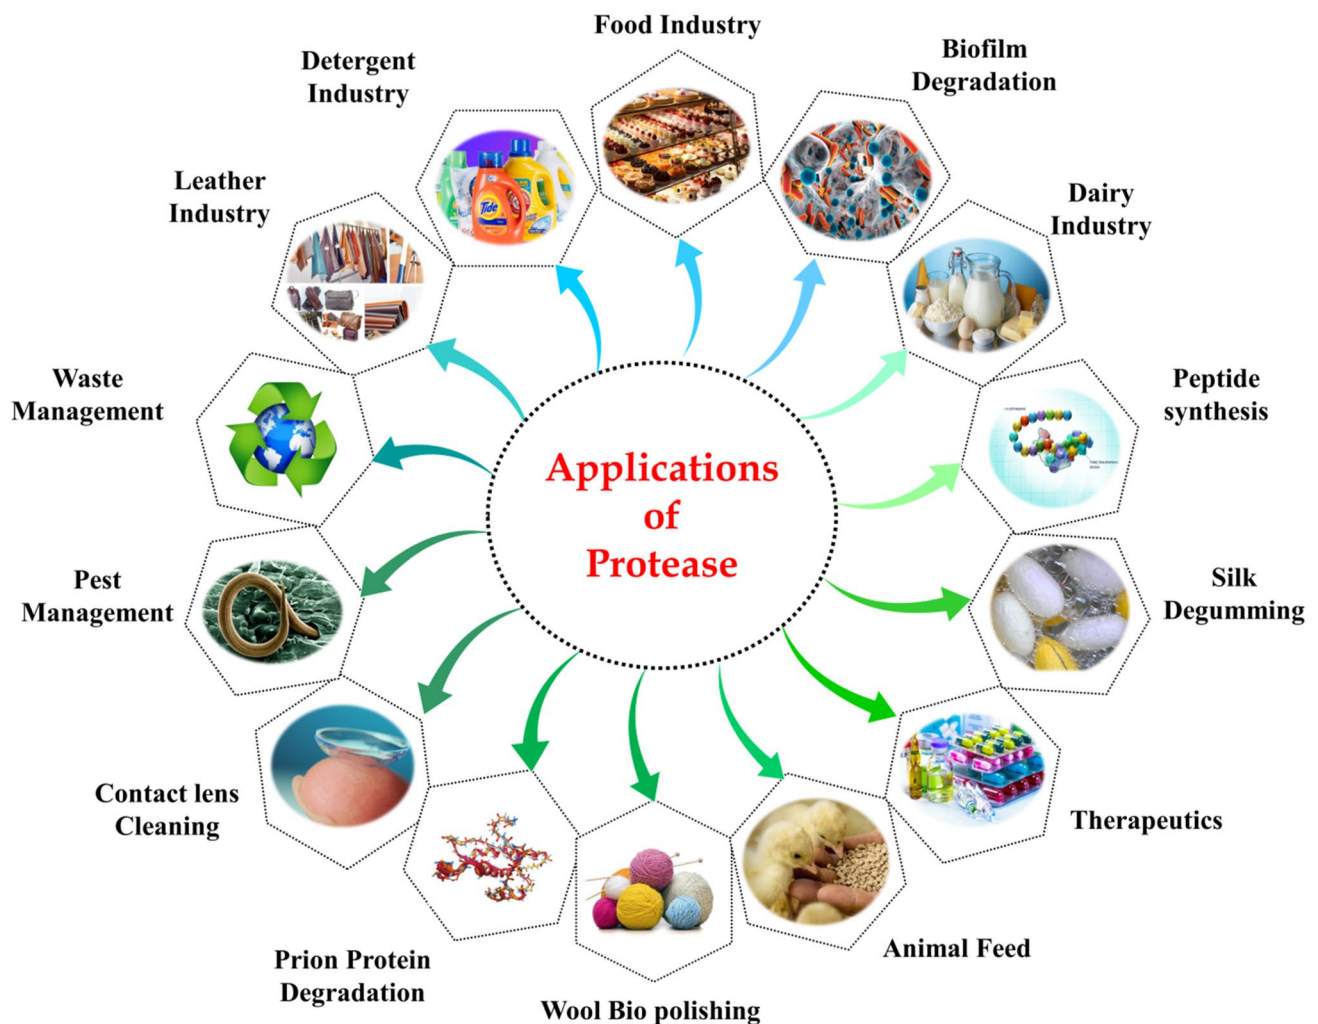 Food Industry
Biofilm
Degradation
Detergent
Industry
Dairy
Industry
Leather
Industry
Peptide
synthesis
Waste
Management
Applications
of
Protease
Silk
Degumming
Pest
Management
Therapeutics
Contact lens
Cleaning
Animal Feed
Prion Protein
Degradation
Wool Bio polishing
Tide